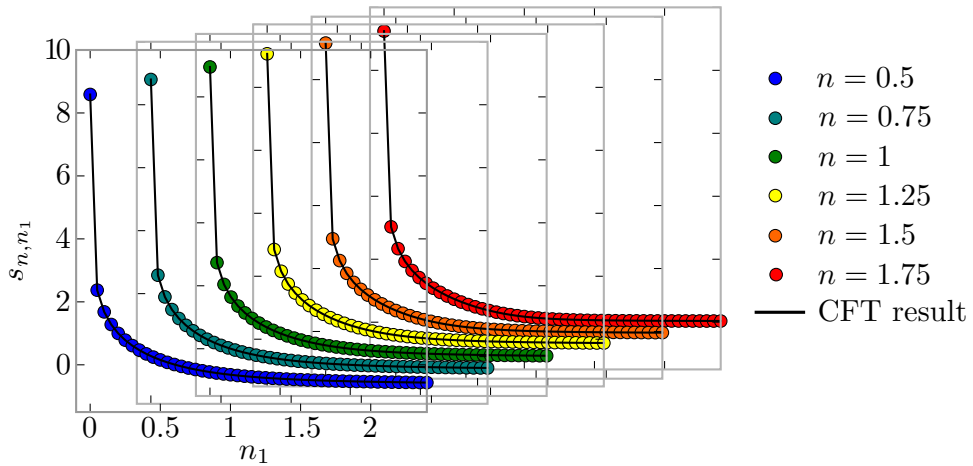 10
8
6
4
2
0
s_{n,n_1}
0
0.5
1
1.5
2
n_1
n = 0.5
n = 0.75
n = 1
n = 1.25
n = 1.5
n = 1.75
CFT result